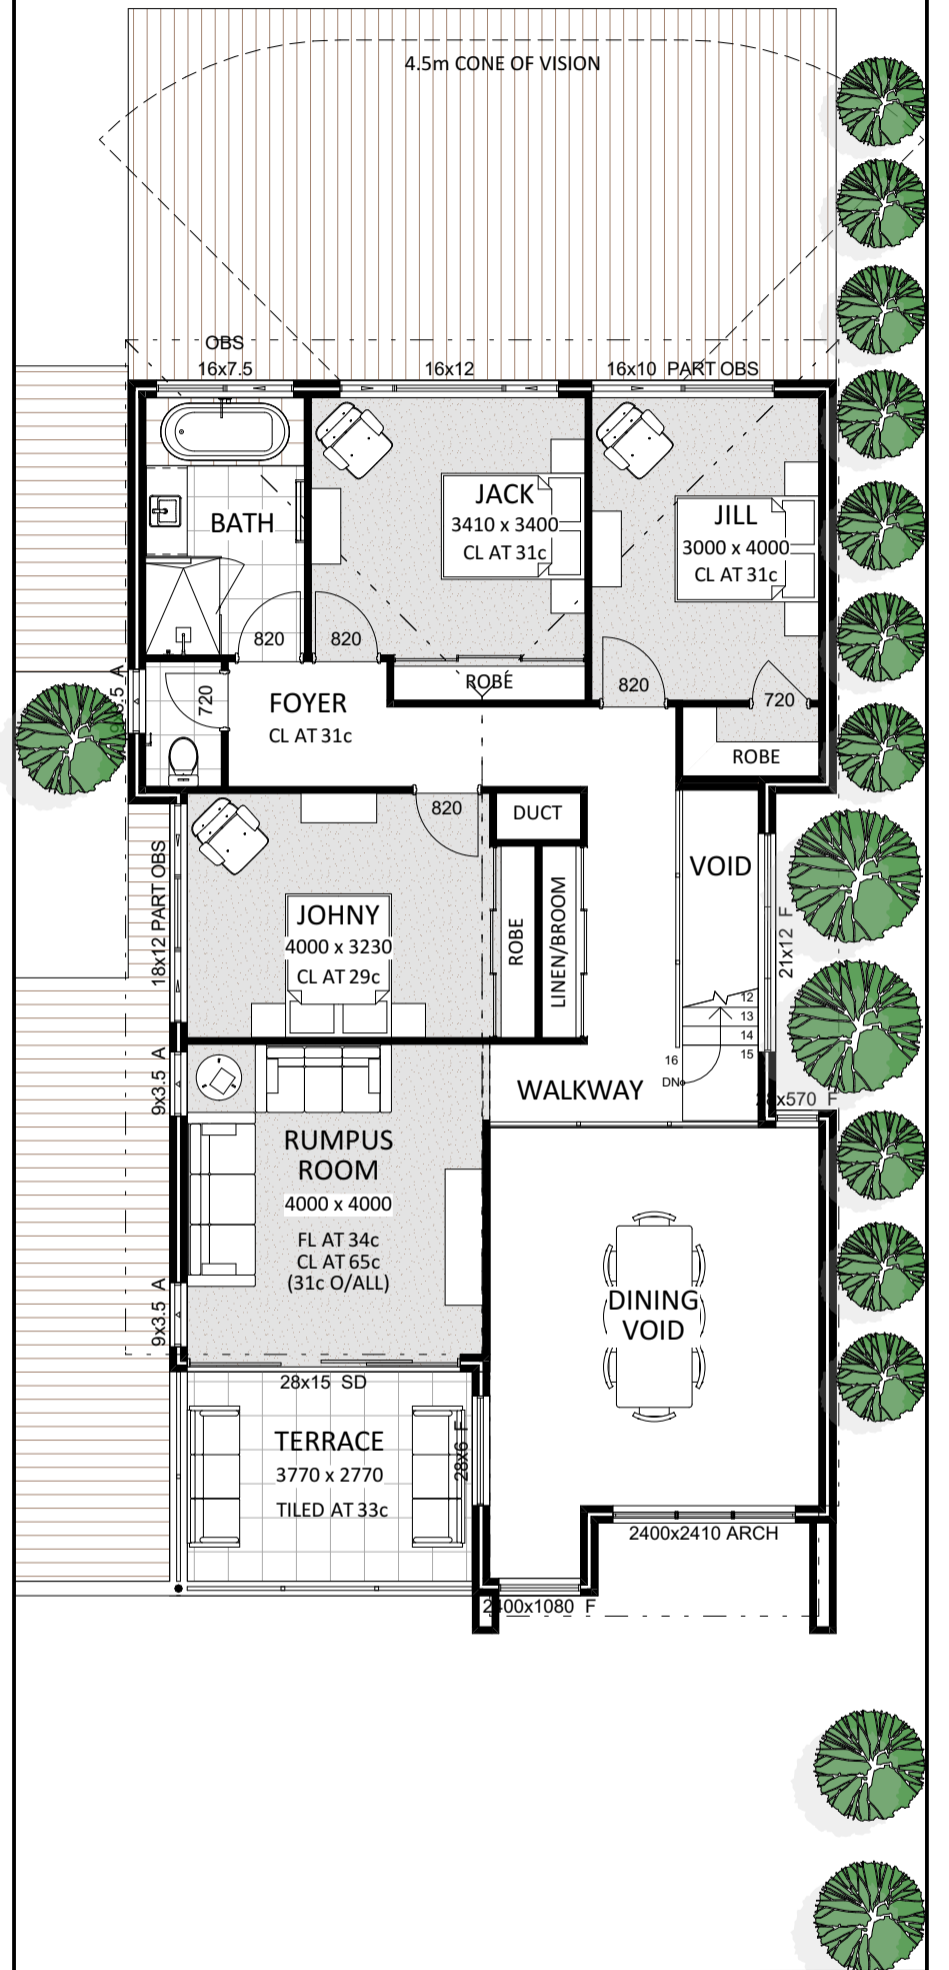 4.5m CONE OF VISION
OBS
16x7.5
16x12
16x10 PART OBS
BATH
JACK
3410 x 3400
CL AT 31c
JILL
3000 x 4000
CL AT 31c
820
820
ROBE
820
720
ROBE
A
720
FOYER
CL AT 31c
820
DUCT
VOID
18x12 PART OBS
JOHNY
4000 x 3230
CL AT 29c
ROBE
LINEN/BROOM
21x12 F
12
13
14
15
16
DN
WALKWAY
9x3.5 A
RUMPUS
ROOM
4000 x 4000
FL AT 34c
CL AT 65c
(31c O/ALL)
x570 F
9x3.5 A
DINING
VOID
28x15 SD
TERRACE
3770 x 2770
TILED AT 33c
28x6 F
2400x2410 ARCH
2400x1080 F